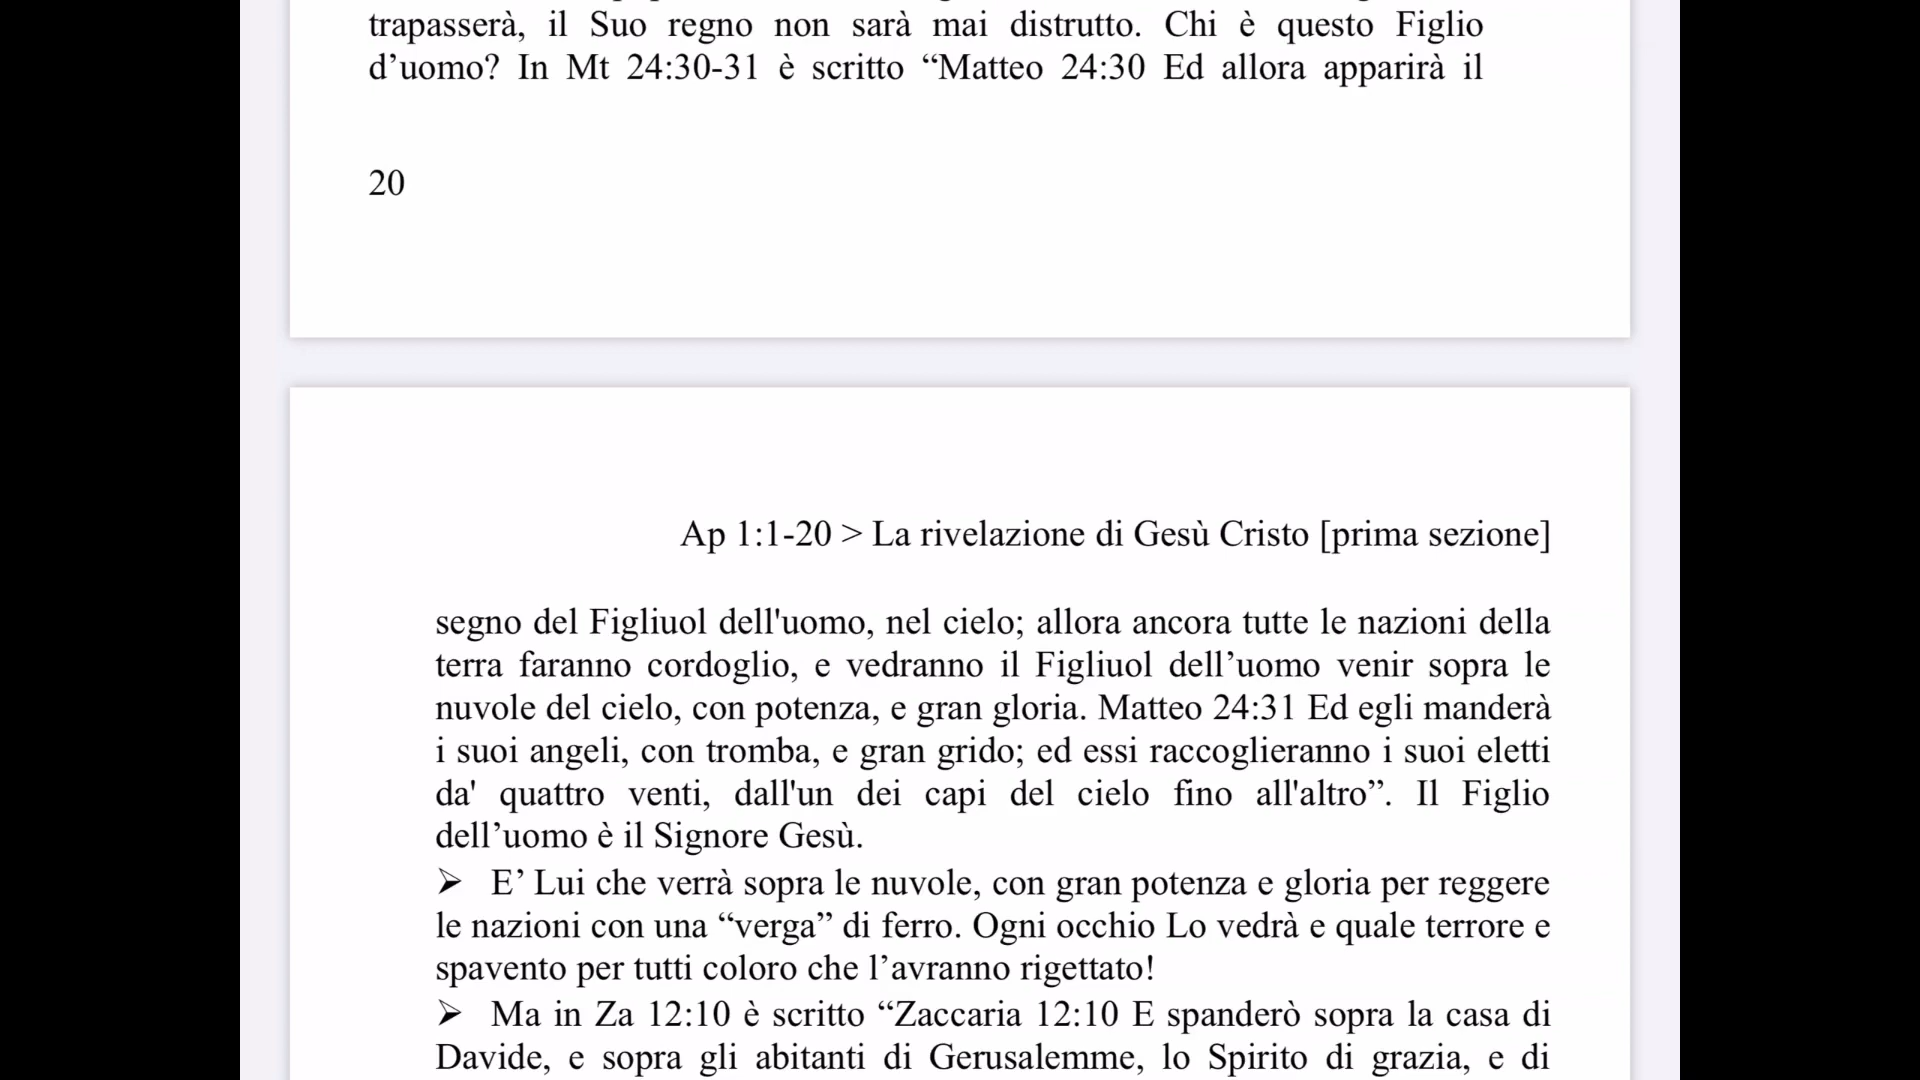 trapasserà, il Suo regno non sarà mai distrutto. Chi è questo Figlio
d’uomo? In Mt 24:30-31 è scritto “Matteo 24:30 Ed allora apparirà il
20
Ap 1:1-20 > La rivelazione di Gesù Cristo [prima sezione]
segno del Figliuol dell'uomo, nel cielo; allora ancora tutte le nazioni della
terra faranno cordoglio, e vedranno il Figliuol dell’uomo venir sopra le
nuvole del cielo, con potenza, e gran gloria. Matteo 24:31 Ed egli manderà
i suoi angeli, con tromba, e gran grido; ed essi raccoglieranno i suoi eletti
da' quattro venti, dall'un dei capi del cielo fino all'altro”. Il Figlio
dell’uomo è il Signore Gesù.
➢ E’ Lui che verrà sopra le nuvole, con gran potenza e gloria per reggere
le nazioni con una “verga” di ferro. Ogni occhio Lo vedrà e quale terrore e
spavento per tutti coloro che l’avranno rigettato!
➢ Ma in Za 12:10 è scritto “Zaccaria 12:10 E spanderò sopra la casa di
Davide, e sopra gli abitanti di Gerusalemme, lo Spirito di grazia, e di